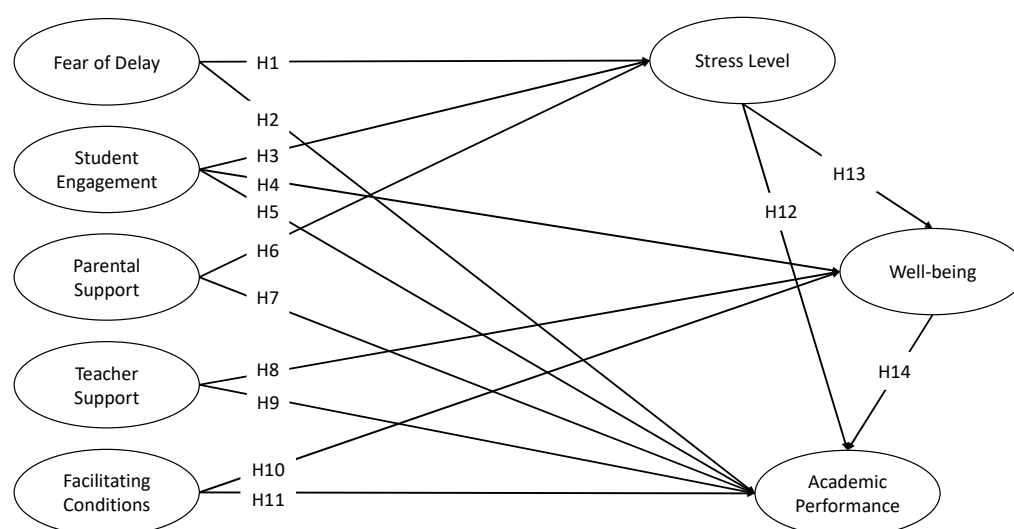 Fear of Delay
Student
Engagement
Parental
Support
Teacher
Support
Facilitating
Conditions
H1
H2
H3
H4
H5
H6
H7
H8
H9
H10
H11
Stress Level
H13
H12
Well-being
H14
Academic
Performance